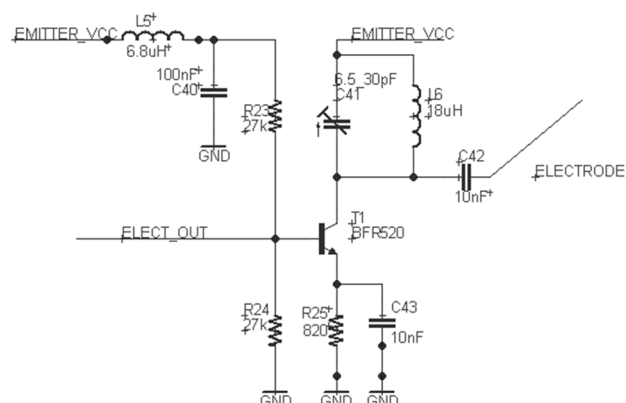 L5
EMITTER_VCC
6.8uH
EMITTER_VCC
100nF
C40
6.5_30pF
C41
L6
18uH
R23
27k
GND
C42
10nF
ELECTRODE
T1
BFR520
ELECT_OUT
R24
27k
R25
820
C43
10nF
GND
GND
GND